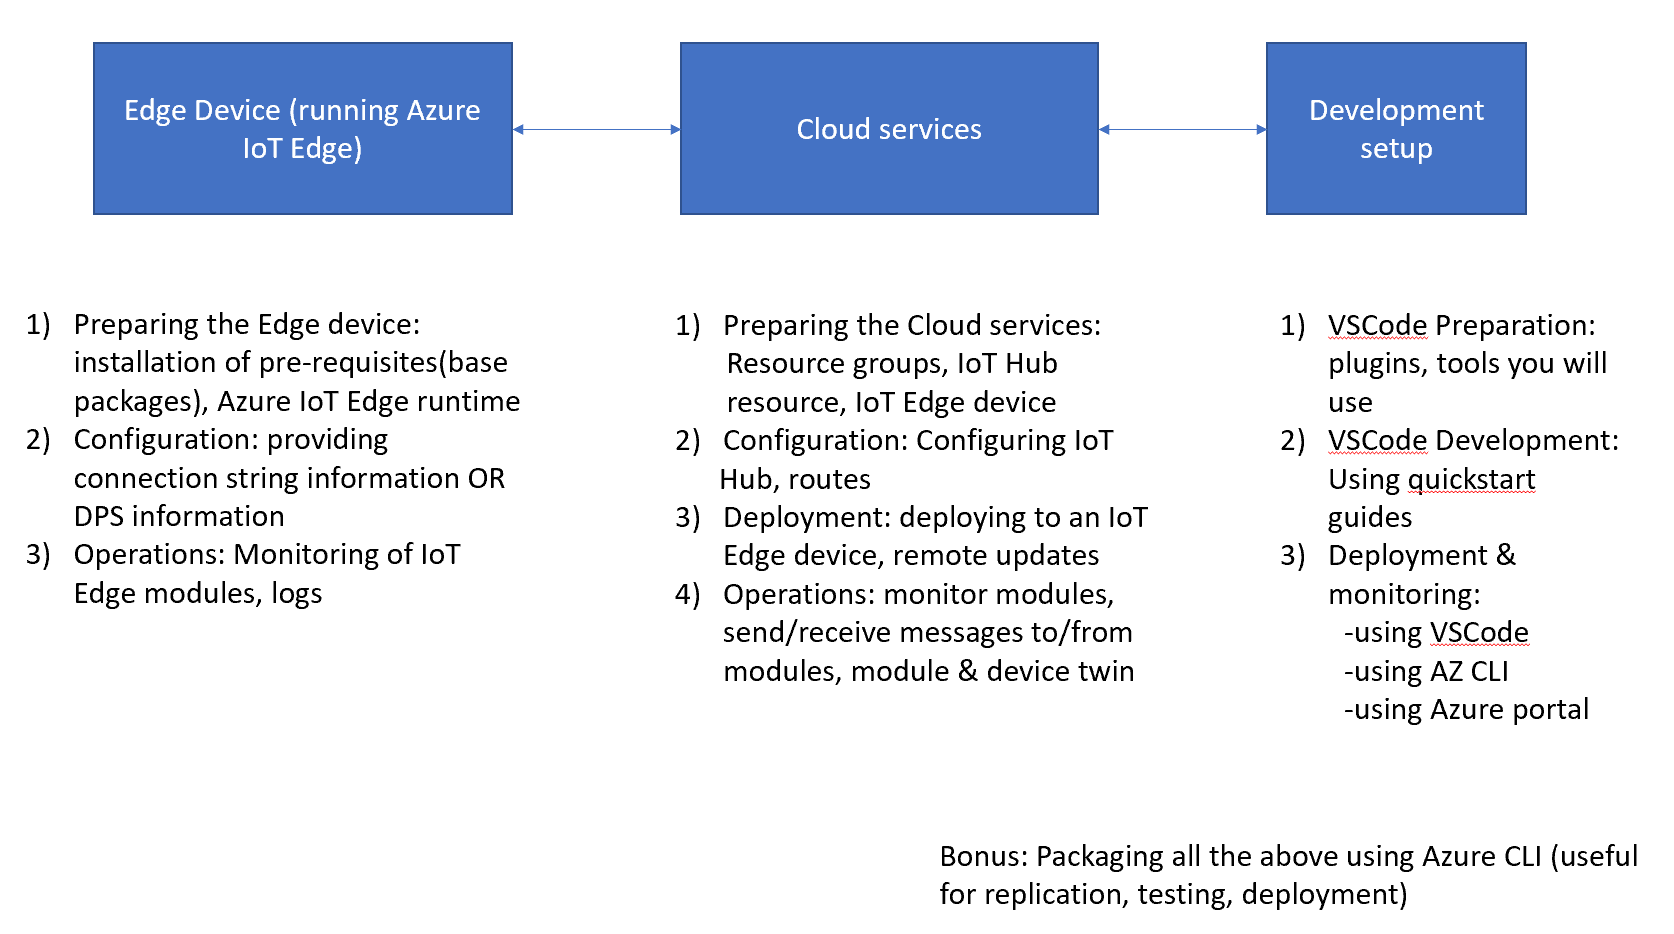 Edge Device (running Azure
IoT Edge)
Cloud services
Development
setup
1) Preparing the Edge device:
installation of pre-requisites(base
packages), Azure IoT Edge runtime
2) Configuration: providing
connection string information OR
DPS information
3) Operations: Monitoring of IoT
Edge modules, logs
1) Preparing the Cloud services:
Resource groups, IoT Hub
resource, IoT Edge device
2) Configuration: Configuring IoT
Hub, routes
3) Deployment: deploying to an IoT
Edge device, remote updates
4) Operations: monitor modules,
send/receive messages to/from
modules, module & device twin
1) VSCode Preparation:
plugins, tools you will
use
2) VSCode Development:
Using quickstart
guides
3) Deployment &
monitoring:
-using VSCode
-using AZ CLI
-using Azure portal
Bonus: Packaging all the above using Azure CLI (useful
for replication, testing, deployment)